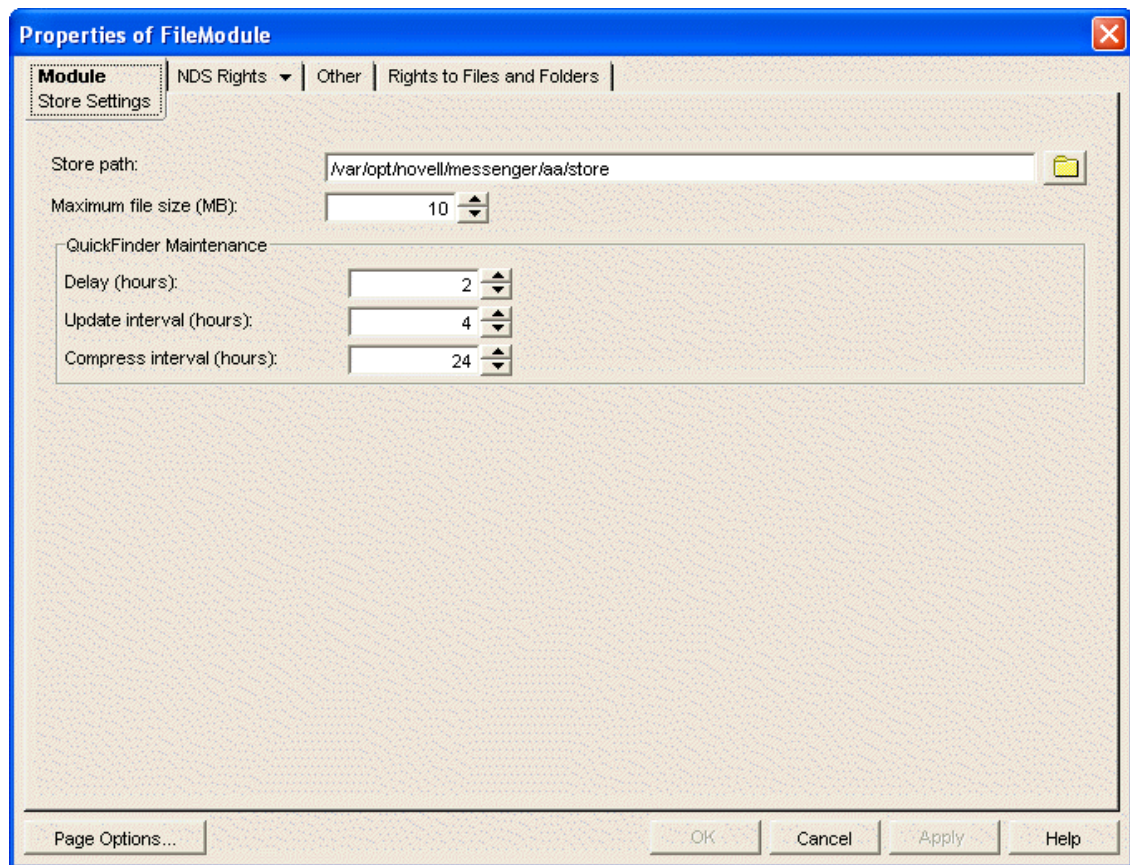 Properties of FileModule
Module
NDS Rights
Other
Rights to Files and Folders
Store Settings
Store path:
/var/opt/novell/messenger/aa/store
Maximum file size (MB):
10
QuickFinder Maintenance
Delay (hours):
2
Update interval (hours):
4
Compress interval (hours):
24
Page Options...
OK
Cancel
Apply
Help